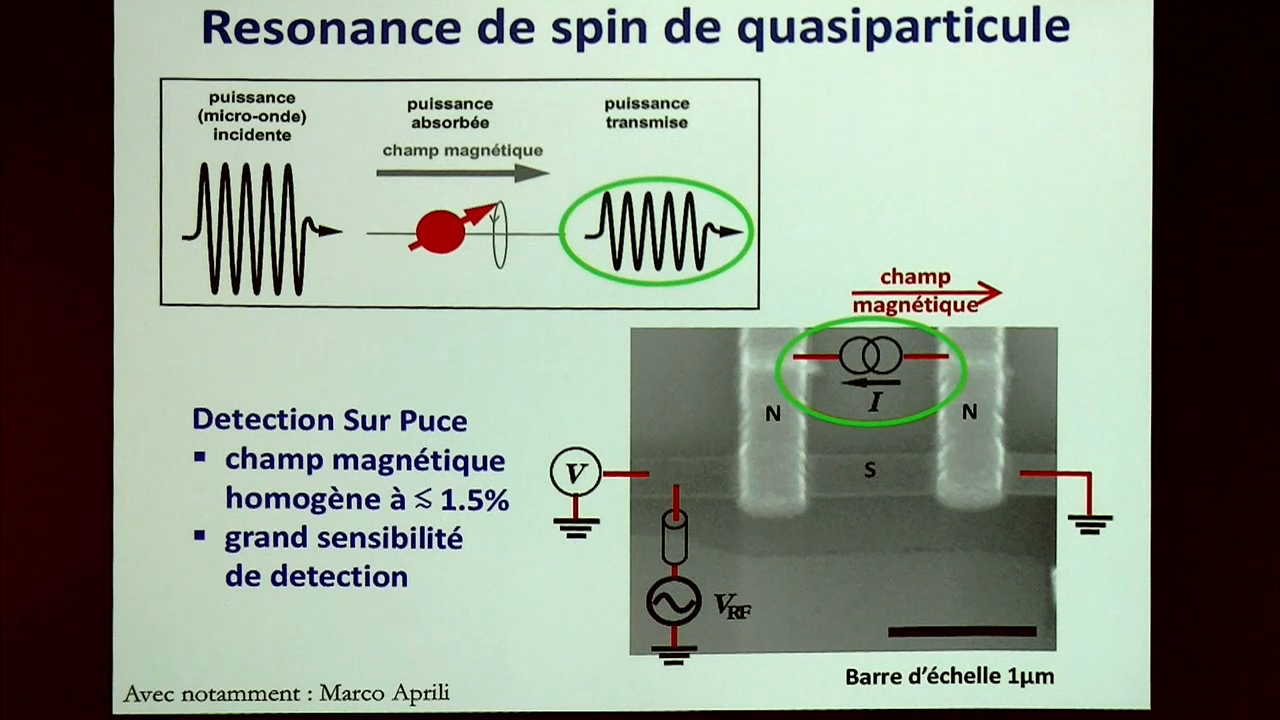 Resonance de spin de quasiparticule
puissance
(micro-onde)
incidente
puissance
absorbée
puissance
transmise
champ magnétique
champ
magnétique
I
N
N
S
V
V_RF
Detection Sur Puce
▪ champ magnétique
homogène à ≲ 1.5%
▪ grand sensibilité
de detection
Barre d'échelle 1μm
Avec notamment : Marco Aprili